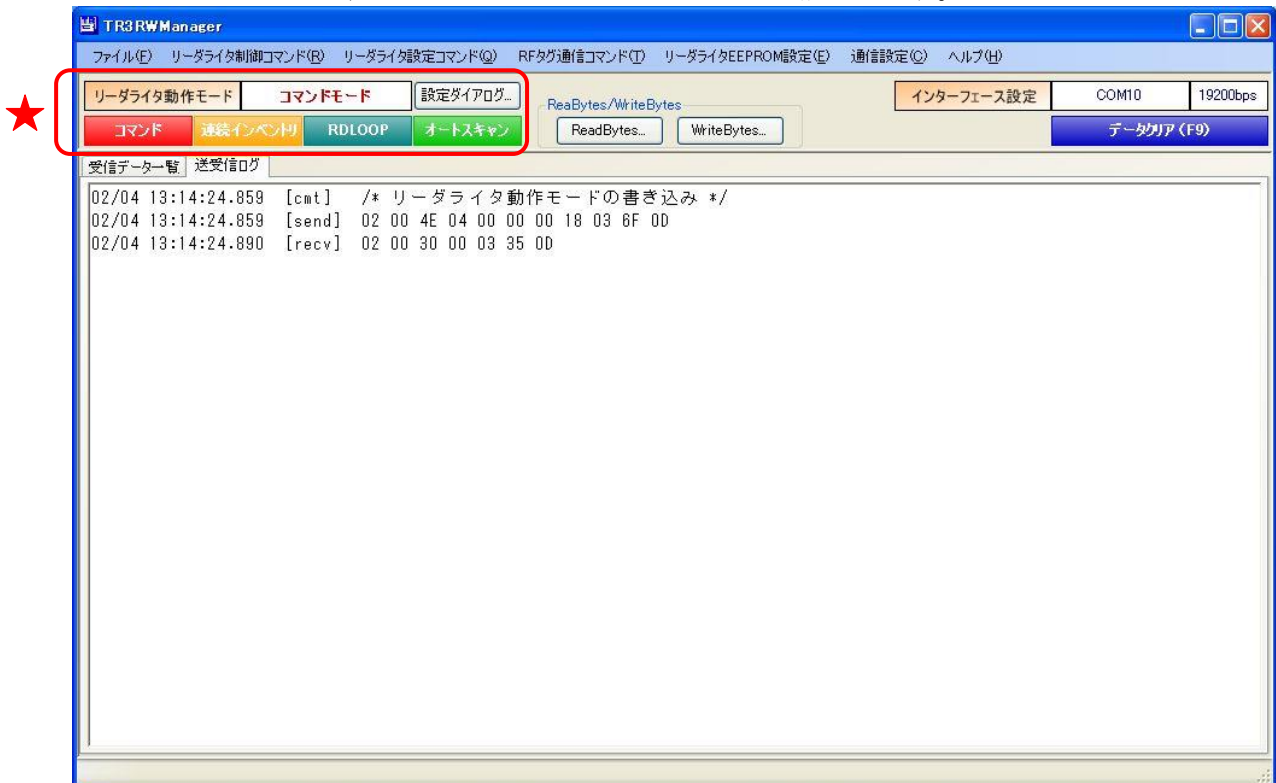 TR3RWManager
ファイル(F) リーダライタ制御コマンド(R) リーダライタ設定コマンド(Q) RFタグ通信コマンド(T) リーダライタEEPROM設定(E) 通信設定(C) ヘルプ(H)
リーダライタ動作モード コマンドモード 設定ダイアログ... ReaBytes/WriteBytes インターフェース設定 COM10 19200bps
コマンド 連続インベントリ RDLOOP オートスキャン ReadBytes... WriteBytes... データクリア(F9)
受信データ一覧 送受信ログ
02/04 13:14:24.859 [cmt] /* リーダライタ動作モードの書き込み */
02/04 13:14:24.859 [send] 02 00 4E 04 00 00 00 18 03 6F 0D
02/04 13:14:24.890 [recv] 02 00 30 00 03 35 0D